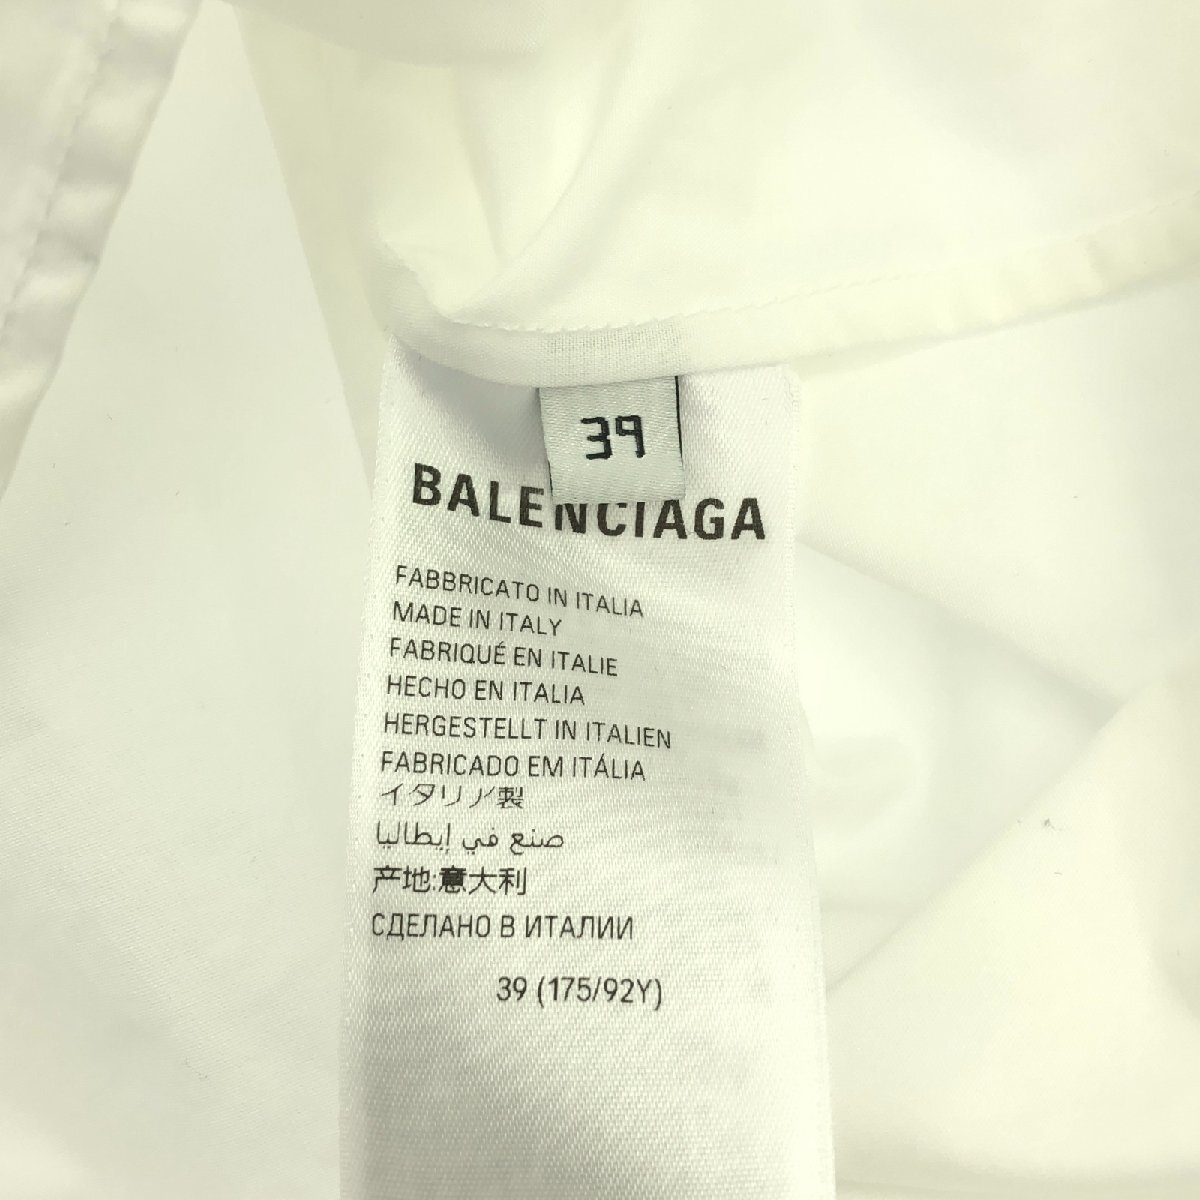 39
BALENCIAGA
FABBRICATO IN ITALIA
MADE IN ITALY
FABRIQUÉ EN ITALIE
HECHO EN ITALIA
HERGESTELLT IN ITALIEN
FABRICADO EM ITÁLIA
イタリア製
صنع في إيطاليا
产地:意大利
СДЕЛАНО В ИТАЛИИ
39 (175/92Y)